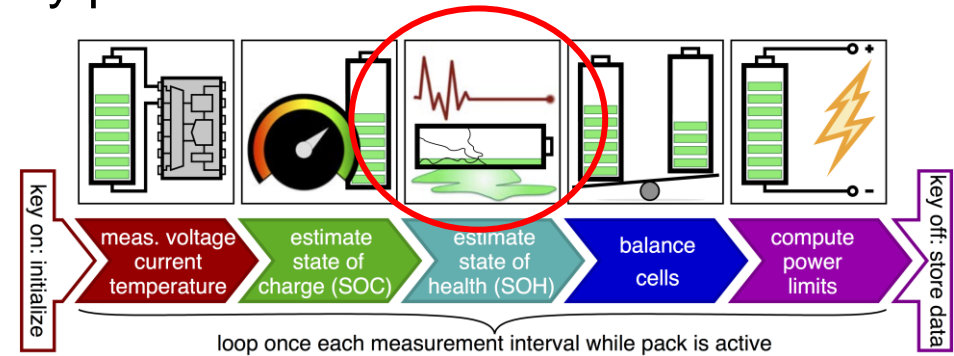 key on: initialize
meas. voltage
current
temperature
estimate
state of
charge (SOC)
estimate
state of
health (SOH)
balance
cells
compute
power
limits
key off: store data
loop once each measurement interval while pack is active
+
−